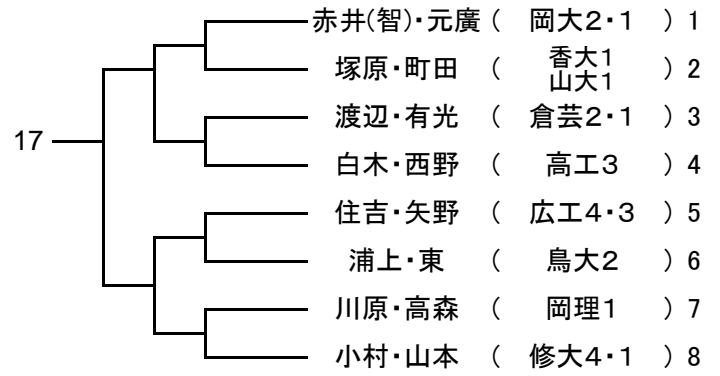 赤井(智)・元廣 ( 岡大2・1 ) 1
塚原・町田 ( 香大1 山大1 ) 2
渡辺・有光 ( 倉芸2・1 ) 3
17
白木・西野 ( 高工3 ) 4
住吉・矢野 ( 広工4・3 ) 5
浦上・東 ( 鳥大2 ) 6
川原・高森 ( 岡理1 ) 7
小村・山本 ( 修大4・1 ) 8